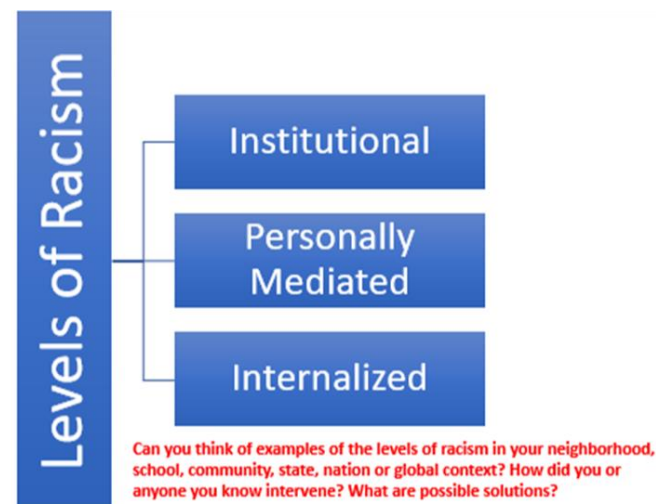 Levels of Racism
Institutional
Personally
Mediated
Internalized
Can you think of examples of the levels of racism in your neighborhood,
school, community, state, nation or global context? How did you or
anyone you know intervene? What are possible solutions?